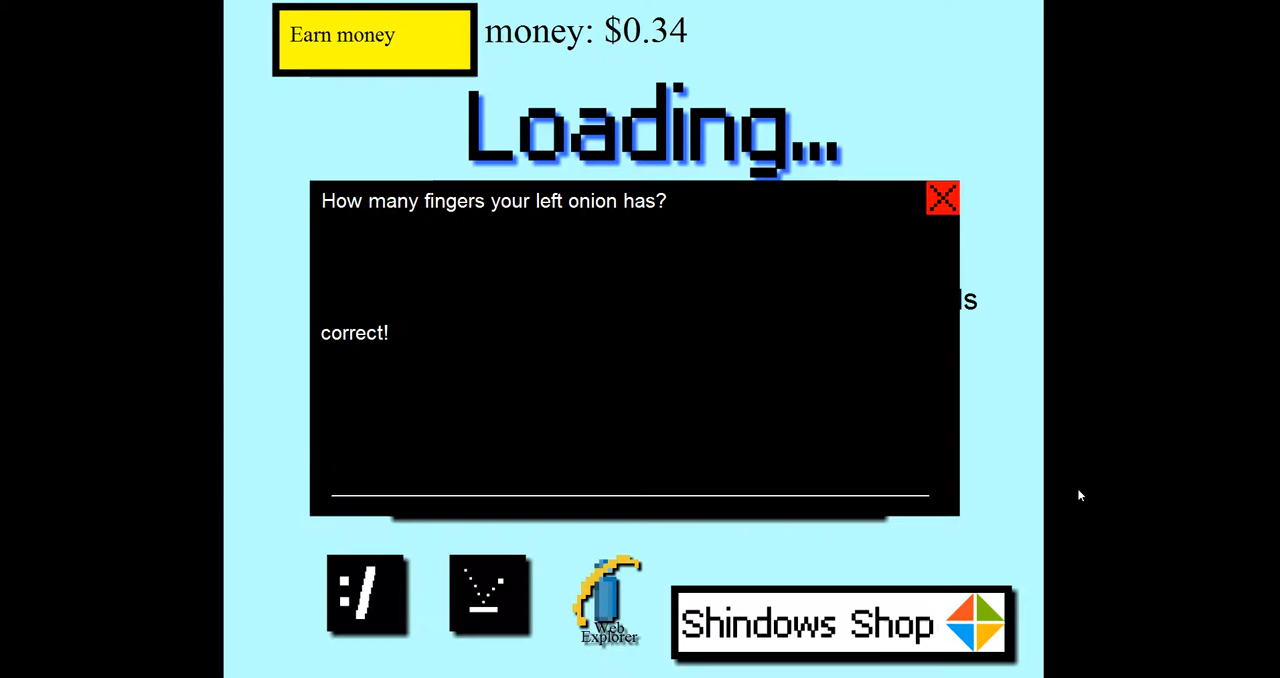 Earn money
money: $0.34
Loading...
How many fingers your left onion has?
correct!
:/
Web
Explorer
Shindows Shop